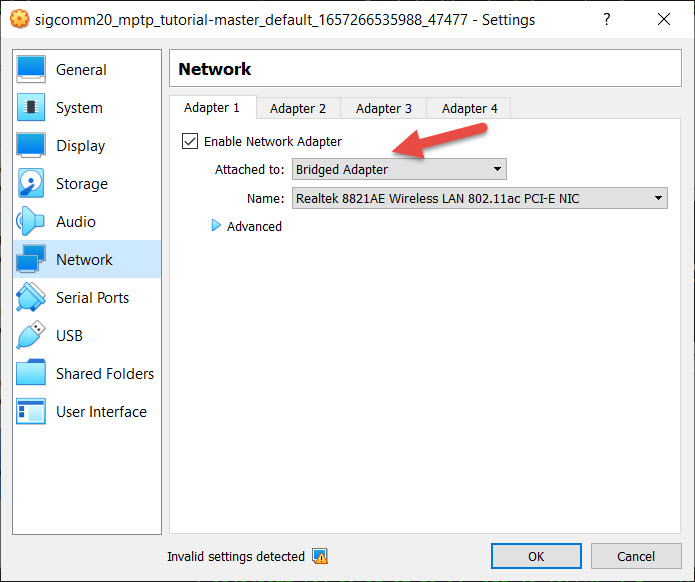 sigcomm20_mptp_tutorial-master_default_1657266535988_47477 - Settings ?
General
System
Display
Storage
Audio
Network
Serial Ports
USB
Shared Folders
User Interface
Network
Adapter 1 Adapter 2 Adapter 3 Adapter 4
Enable Network Adapter
Attached to: Bridged Adapter
Name: Realtek 8821AE Wireless LAN 802.11ac PCI-E NIC
Advanced
Invalid settings detected OK Cancel